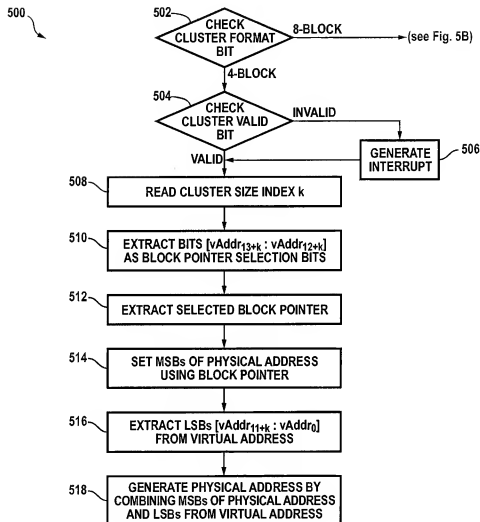 500
502
CHECK
CLUSTER FORMAT
BIT
8-BLOCK
(see Fig. 5B)
4-BLOCK
504
CHECK
CLUSTER VALID
BIT
INVALID
VALID
GENERATE
INTERRUPT
506
508
READ CLUSTER SIZE INDEX k
510
EXTRACT BITS [vAddr13+k : vAddr12+k]
AS BLOCK POINTER SELECTION BITS
512
EXTRACT SELECTED BLOCK POINTER
514
SET MSBs OF PHYSICAL ADDRESS
USING BLOCK POINTER
516
EXTRACT LSBs [vAddr11+k : vAddr0]
FROM VIRTUAL ADDRESS
518
GENERATE PHYSICAL ADDRESS BY
COMBINING MSBs OF PHYSICAL ADDRESS
AND LSBs FROM VIRTUAL ADDRESS